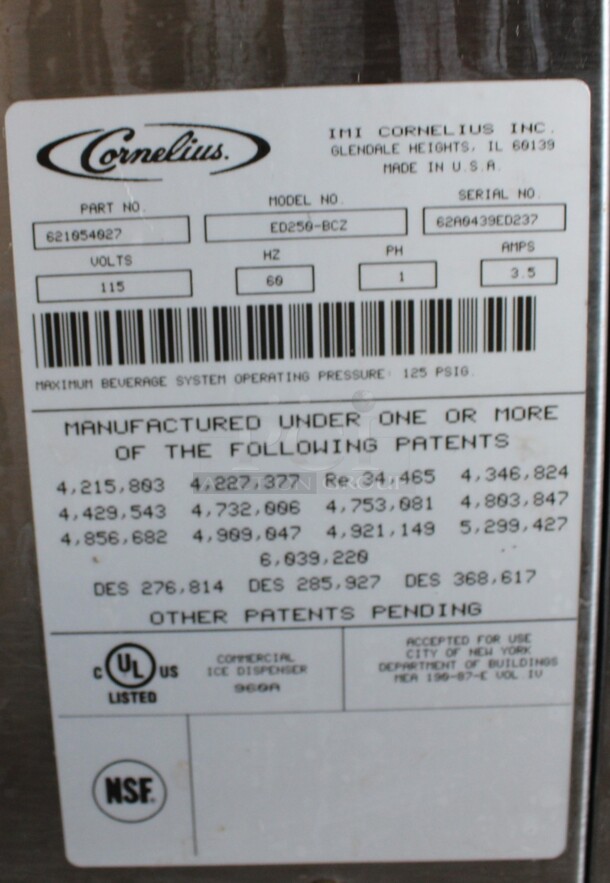 Cornelius.
IMI CORNELIUS INC.
GLENDALE HEIGHTS, IL 60139
MADE IN U.S.A.
PART NO. MODEL NO. SERIAL NO.
621054027 ED250-BCZ 62A0439ED237
VOLTS HZ PH AMPS
115 60 1 3.5
MAXIMUM BEVERAGE SYSTEM OPERATING PRESSURE: 125 PSIG.
MANUFACTURED UNDER ONE OR MORE
OF THE FOLLOWING PATENTS
4,215,803 4,227,377 Re 34,465 4,346,824
4,429,543 4,732,006 4,753,081 4,803,847
4,856,682 4,909,047 4,921,149 5,299,427
6,039,220
DES 276,814 DES 285,927 DES 368,617
OTHER PATENTS PENDING
C UL US
LISTED
COMMERCIAL
ICE DISPENSER
960A
ACCEPTED FOR USE
CITY OF NEW YORK
DEPARTMENT OF BUILDINGS
MEA 190-87-E VOL IV
NSF.